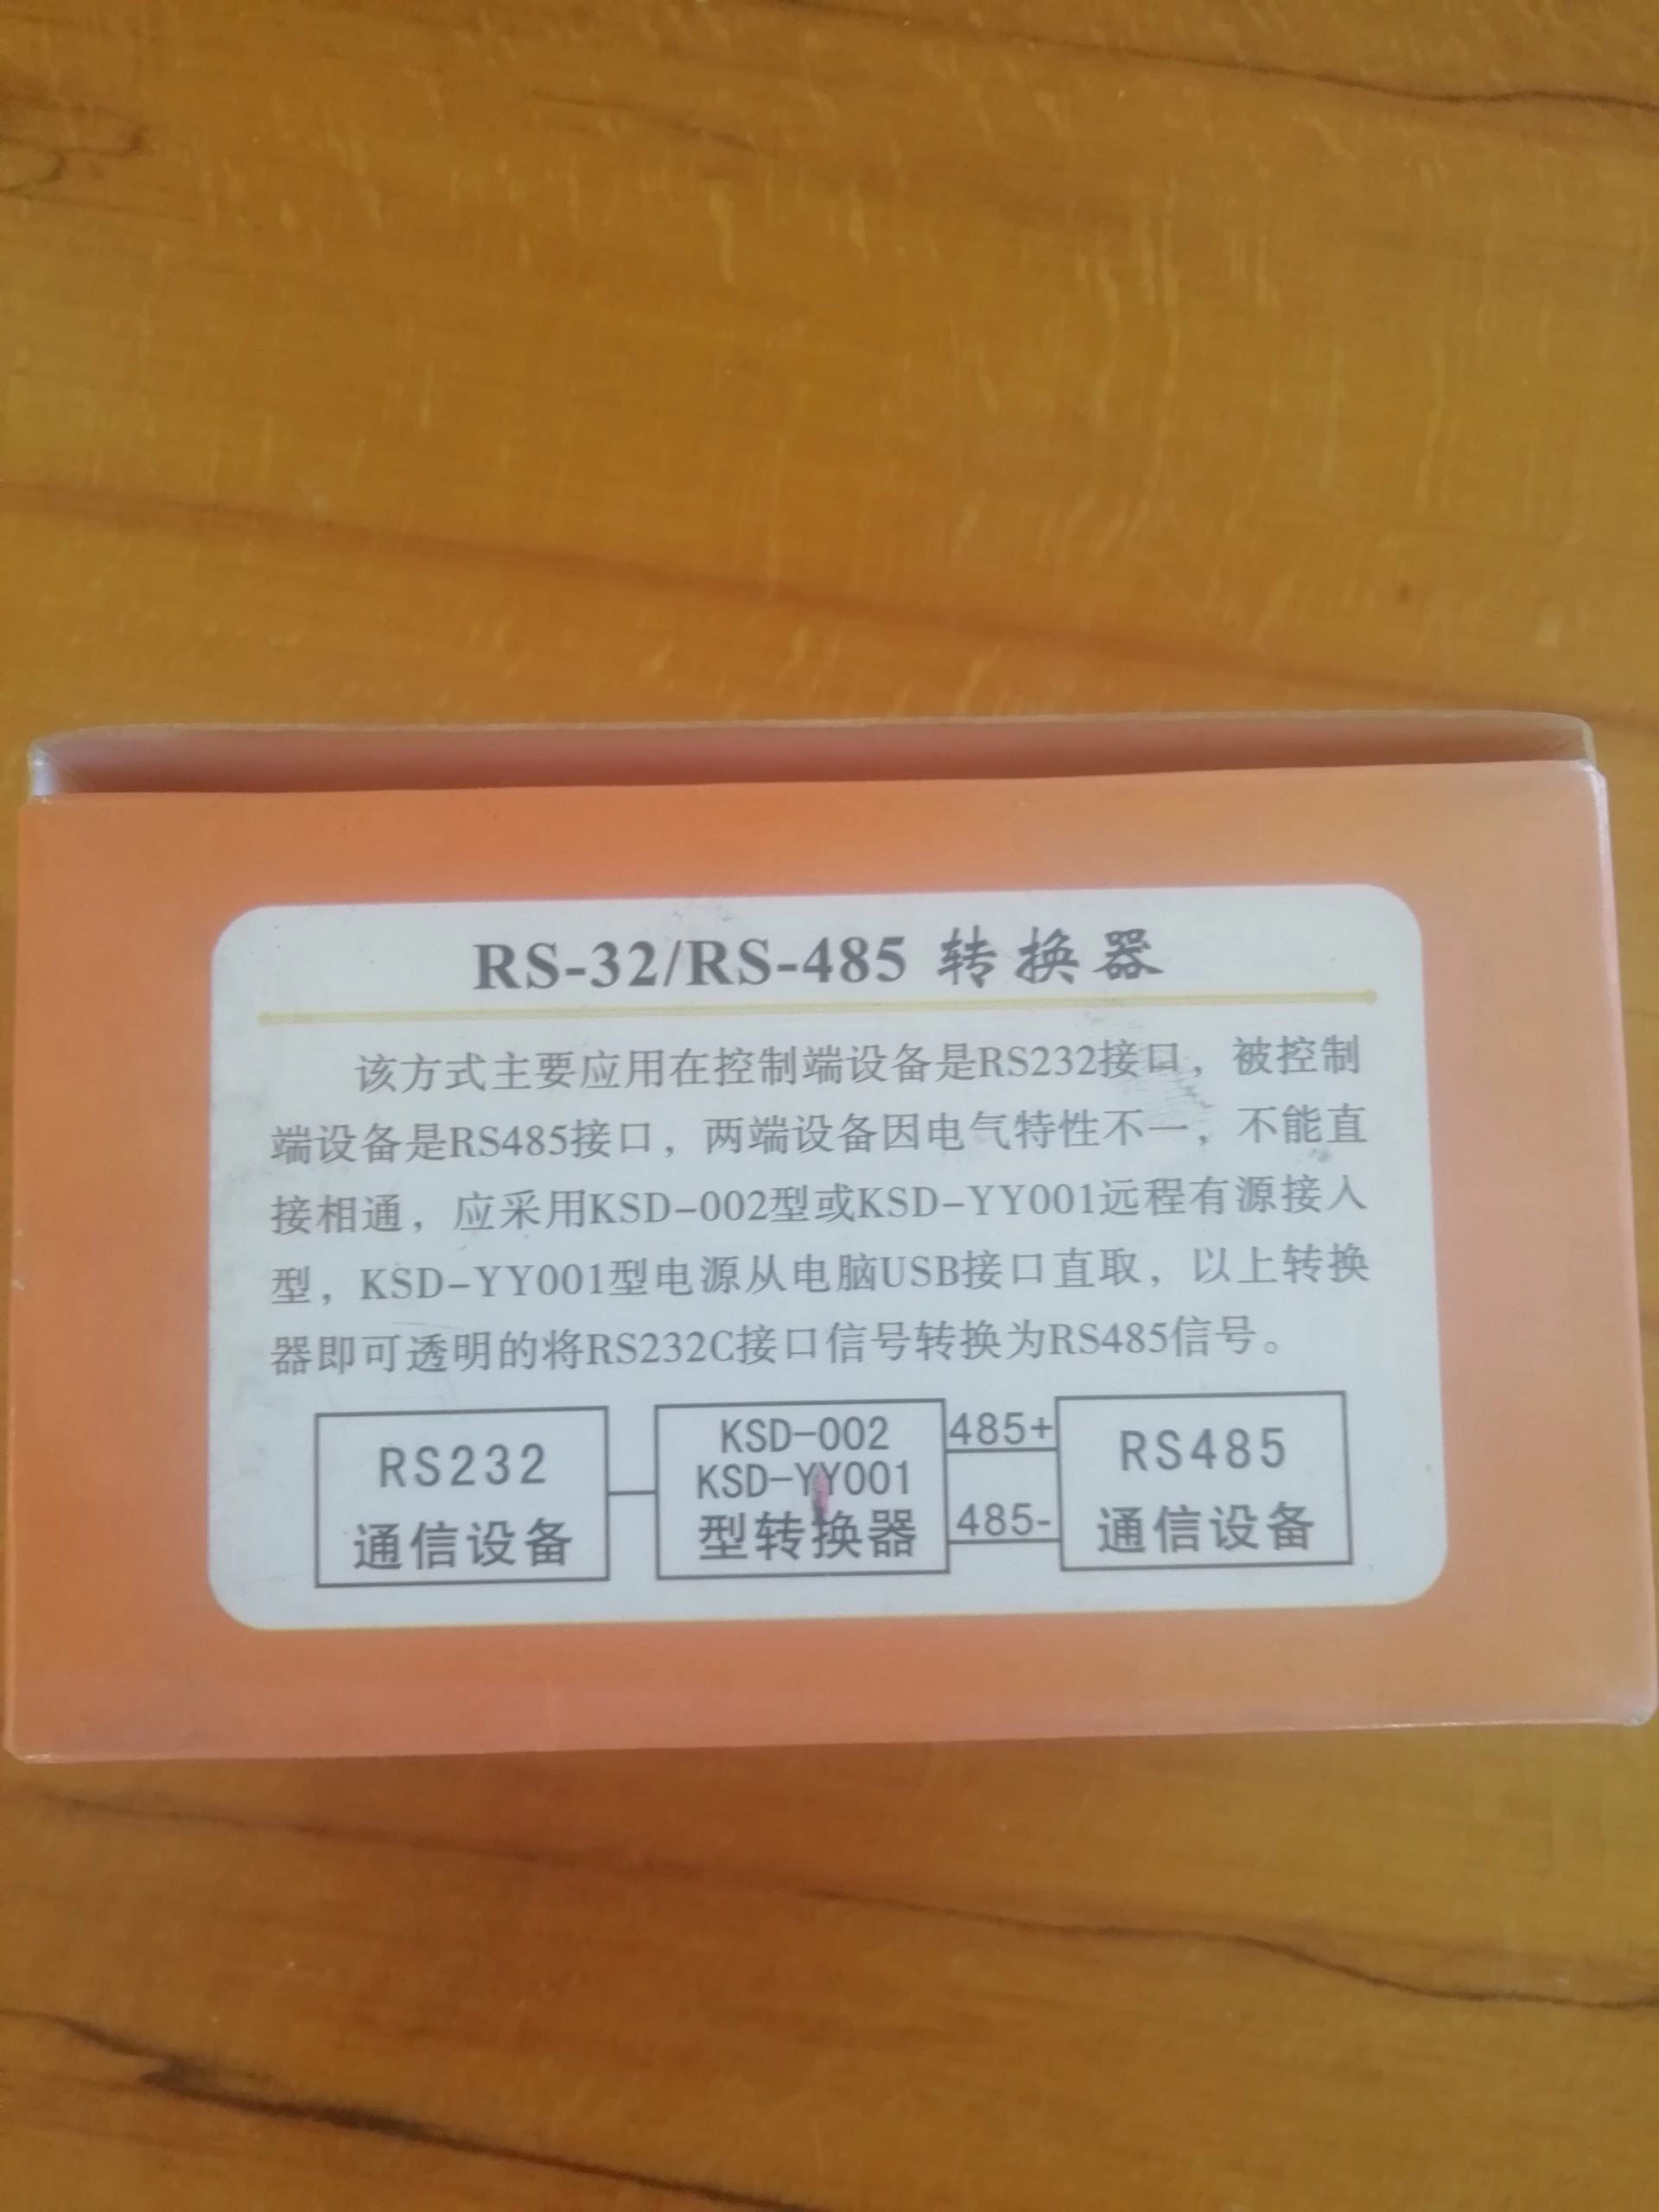 RS-32/RS-485 转换器
该方式主要应用在控制端设备是RS232接口，被控制
端设备是RS485接口，两端设备因电气特性不一，不能直
接相通，应采用KSD-002型或KSD-YY001远程有源接入
型，KSD-YY001型电源从电脑USB接口直取，以上转换
器即可透明的将RS232C接口信号转换为RS485信号。
RS232
通信设备
KSD-002
KSD-YY001
型转换器
485+
485-
RS485
通信设备